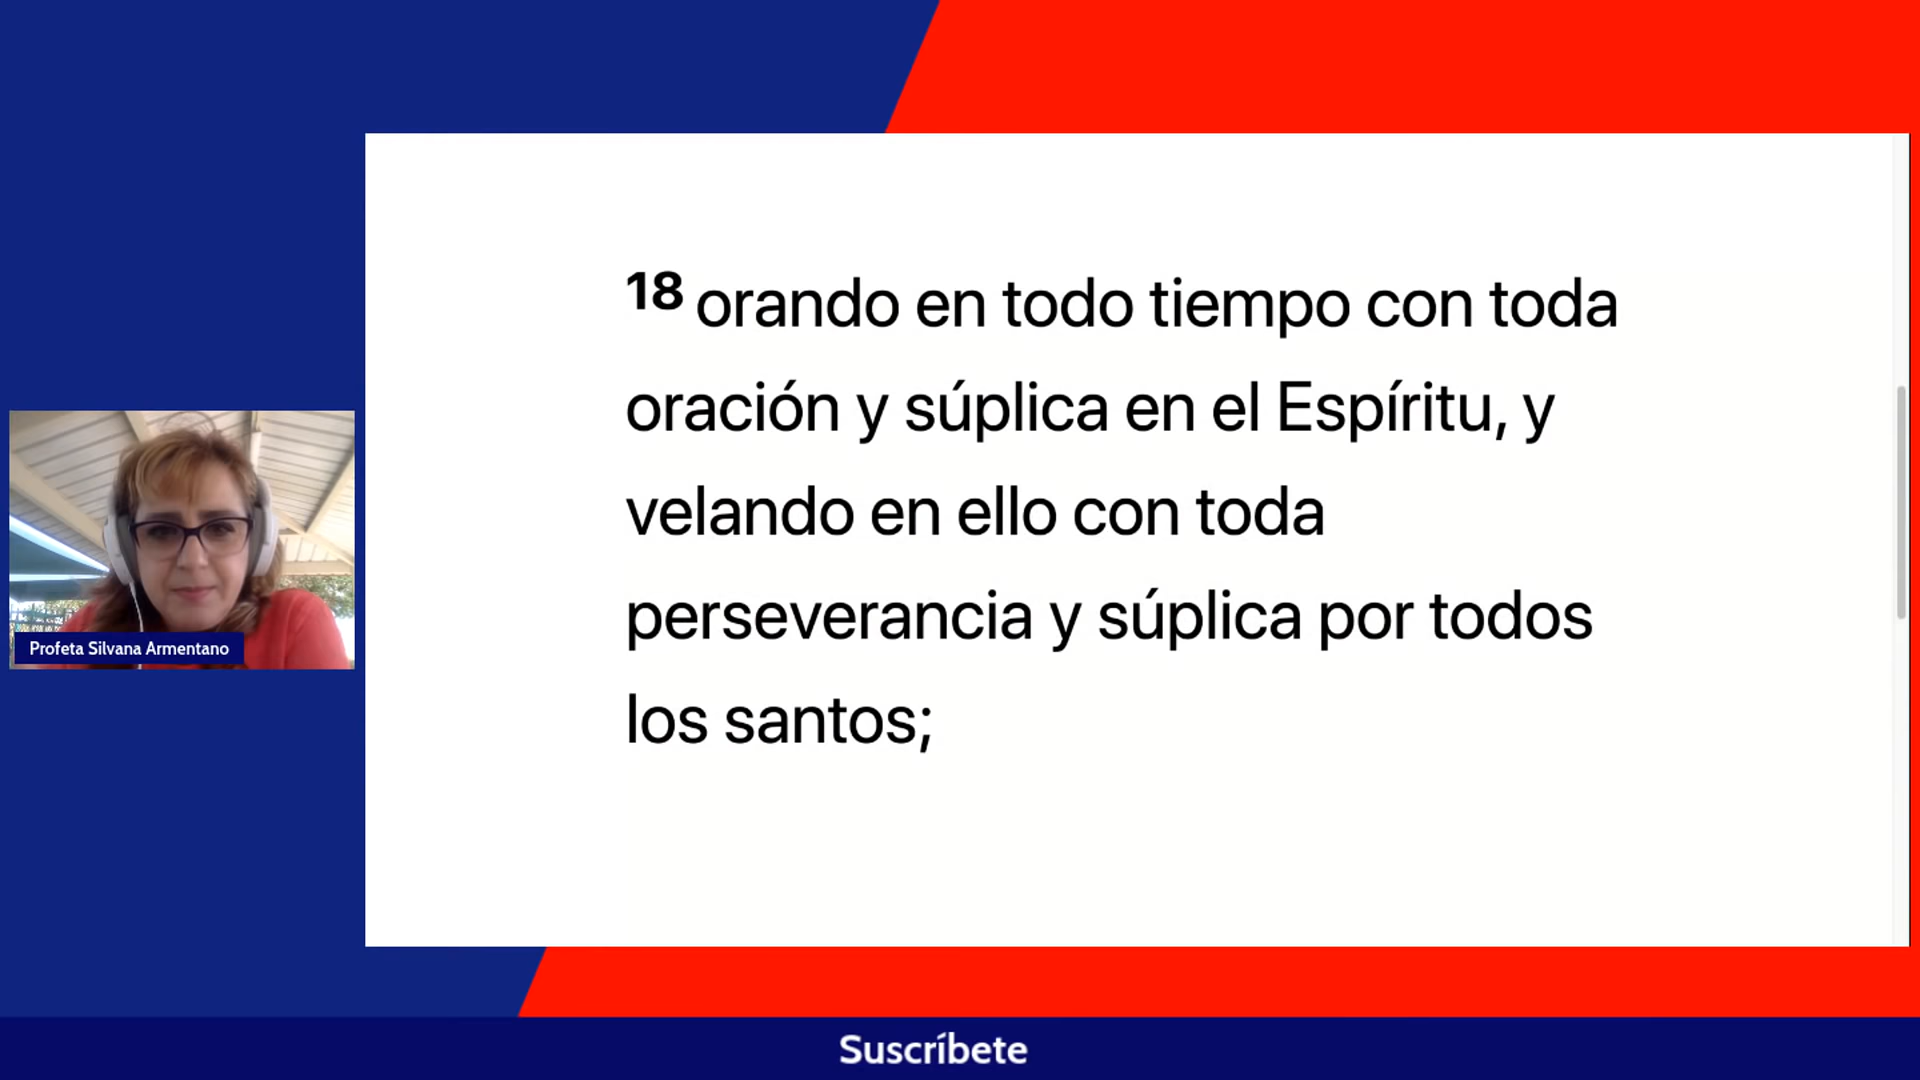 18 orando en todo tiempo con toda
oración y súplica en el Espíritu, y
velando en ello con toda
perseverancia y súplica por todos
los santos;
Profeta Silvana Armentano
Suscríbete